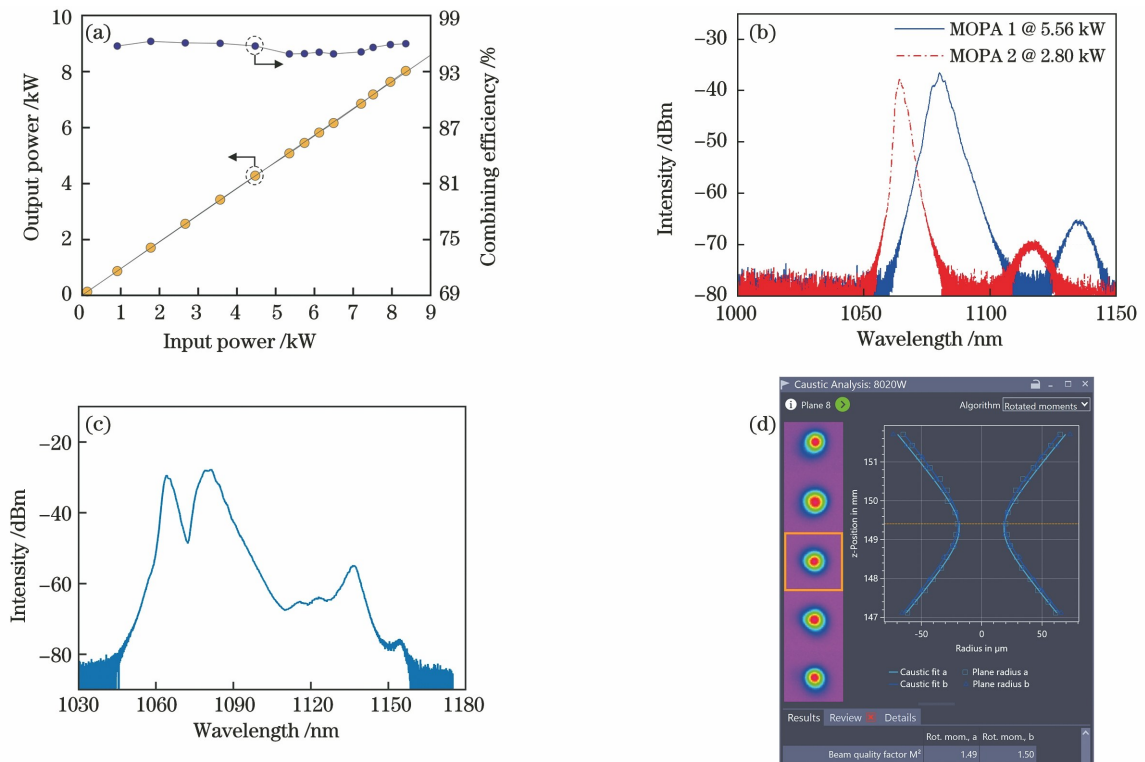 (a)
10
8
6
4
2
0
Output power /kW
99
93
87
81
75
69
Combining efficiency /%
0 1 2 3 4 5 6 7 8 9
Input power /kW
(b)
MOPA 1 @ 5.56 kW
MOPA 2 @ 2.80 kW
−25
−40
−50
−60
−70
−80
Intensity /dBm
1000 1050 1100 1150
Wavelength /nm
(c)
−20
−40
−60
−80
Intensity /dBm
1030 1060 1090 1120 1150 1180
Wavelength /nm
(d)
Caustic Analysis: 8020W
Plane 8
Algorithm Rotated moments
151
150
149
148
147
z-Position in mm
-50 0 50
Radius in µm
Caustic fit a Plane radius a
Caustic fit b Plane radius b
Results Review Details
Rot. mom., a Rot. mom., b
Beam quality factor M² 1.49 1.50